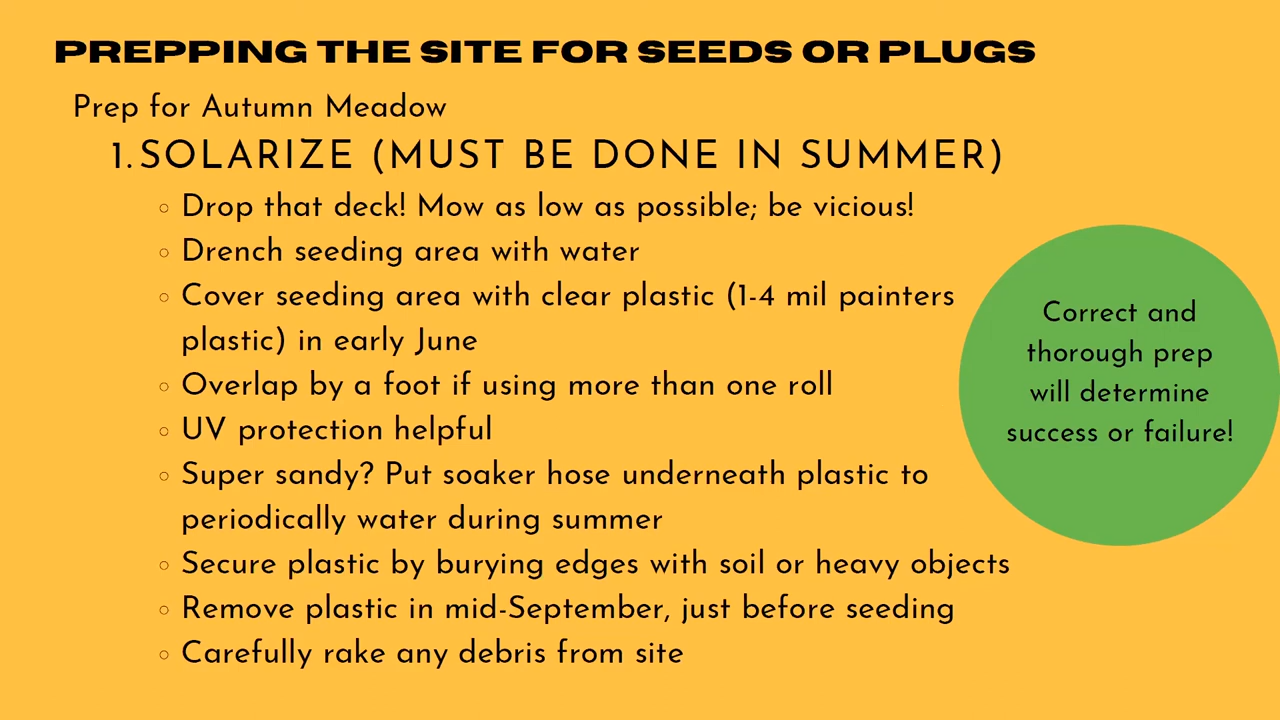 PREPPING THE SITE FOR SEEDS OR PLUGS
Prep for Autumn Meadow
1. SOLARIZE (MUST BE DONE IN SUMMER)
◦ Drop that deck! Mow as low as possible; be vicious!
◦ Drench seeding area with water
◦ Cover seeding area with clear plastic (1-4 mil painters
plastic) in early June
◦ Overlap by a foot if using more than one roll
◦ UV protection helpful
◦ Super sandy? Put soaker hose underneath plastic to
periodically water during summer
◦ Secure plastic by burying edges with soil or heavy objects
◦ Remove plastic in mid-September, just before seeding
◦ Carefully rake any debris from site
Correct and
thorough prep
will determine
success or failure!